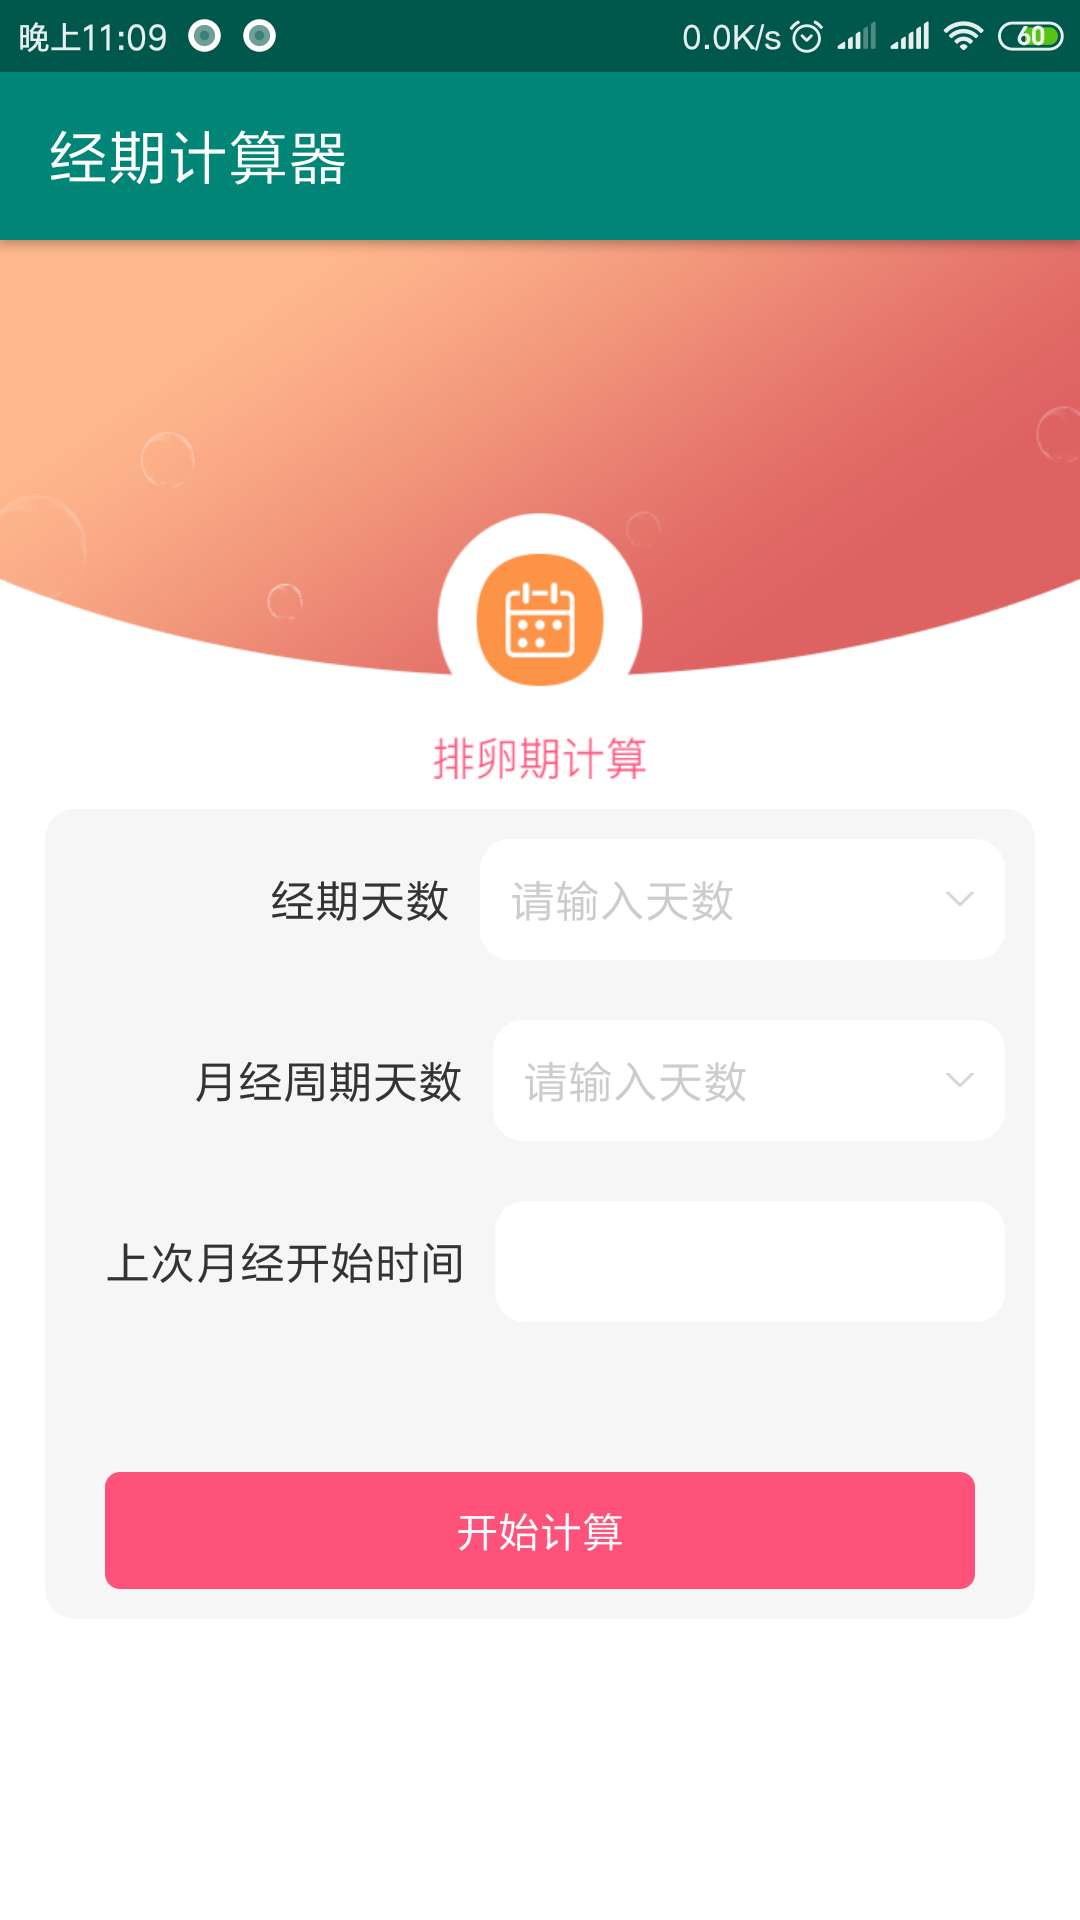 晚上11:09 0.0K/s 60
经期计算器
排卵期计算
经期天数 请输入天数
月经周期天数 请输入天数
上次月经开始时间
开始计算